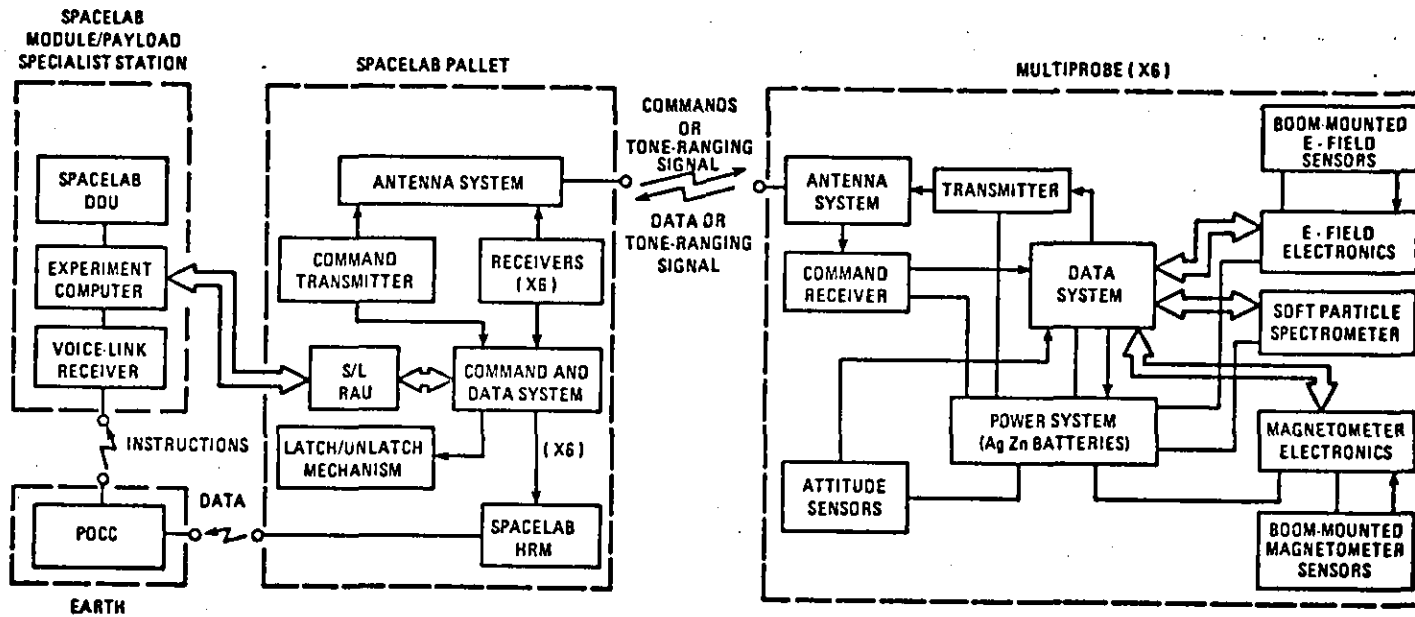 SPACELAB
MODULE/PAYLOAD
SPECIALIST STATION
SPACELAB
DDU
EXPERIMENT
COMPUTER
VOICE-LINK
RECEIVER
INSTRUCTIONS
POCC
EARTH
DATA
SPACELAB PALLET
ANTENNA SYSTEM
COMMAND
TRANSMITTER
RECEIVERS
(X6)
S/L
RAU
COMMAND AND
DATA SYSTEM
LATCH/UNLATCH
MECHANISM
(X6)
SPACELAB
HRM
COMMANDS
OR
TONE-RANGING
SIGNAL
DATA OR
TONE-RANGING
SIGNAL
MULTIPROBE (X6)
ANTENNA
SYSTEM
TRANSMITTER
COMMAND
RECEIVER
DATA
SYSTEM
POWER SYSTEM
(Ag Zn BATTERIES)
ATTITUDE
SENSORS
BOOM-MOUNTED
E-FIELD
SENSORS
E-FIELD
ELECTRONICS
SOFT PARTICLE
SPECTROMETER
MAGNETOMETER
ELECTRONICS
BOOM-MOUNTED
MAGNETOMETER
SENSORS